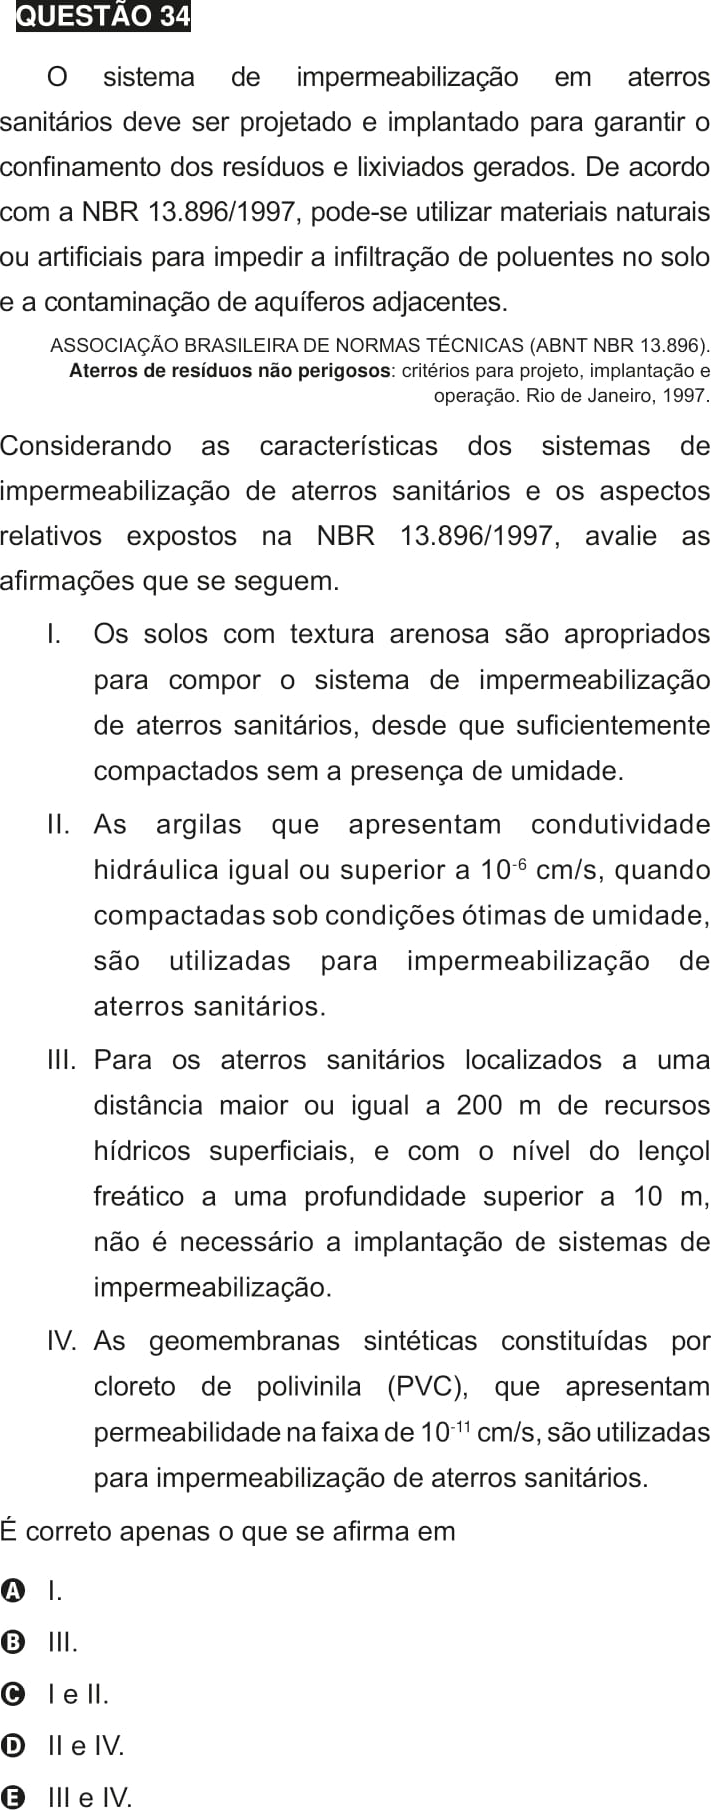 QUESTÃO 34
O sistema de impermeabilização em aterros
sanitários deve ser projetado e implantado para garantir o
confinamento dos resíduos e lixiviados gerados. De acordo
com a NBR 13.896/1997, pode-se utilizar materiais naturais
ou artificiais para impedir a infiltração de poluentes no solo
e a contaminação de aquíferos adjacentes.
ASSOCIAÇÃO BRASILEIRA DE NORMAS TÉCNICAS (ABNT NBR 13.896).
Aterros de resíduos não perigosos: critérios para projeto, implantação e
operação. Rio de Janeiro, 1997.
Considerando as características dos sistemas de
impermeabilização de aterros sanitários e os aspectos
relativos expostos na NBR 13.896/1997, avalie as
afirmações que se seguem.
I. Os solos com textura arenosa são apropriados
para compor o sistema de impermeabilização
de aterros sanitários, desde que suficientemente
compactados sem a presença de umidade.
II. As argilas que apresentam condutividade
hidráulica igual ou superior a 10⁻⁶ cm/s, quando
compactadas sob condições ótimas de umidade,
são utilizadas para impermeabilização de
aterros sanitários.
III. Para os aterros sanitários localizados a uma
distância maior ou igual a 200 m de recursos
hídricos superficiais, e com o nível do lençol
freático a uma profundidade superior a 10 m,
não é necessário a implantação de sistemas de
impermeabilização.
IV. As geomembranas sintéticas constituídas por
cloreto de polivinila (PVC), que apresentam
permeabilidade na faixa de 10⁻¹¹ cm/s, são utilizadas
para impermeabilização de aterros sanitários.
É correto apenas o que se afirma em
A I.
B III.
C I e II.
D II e IV.
E III e IV.